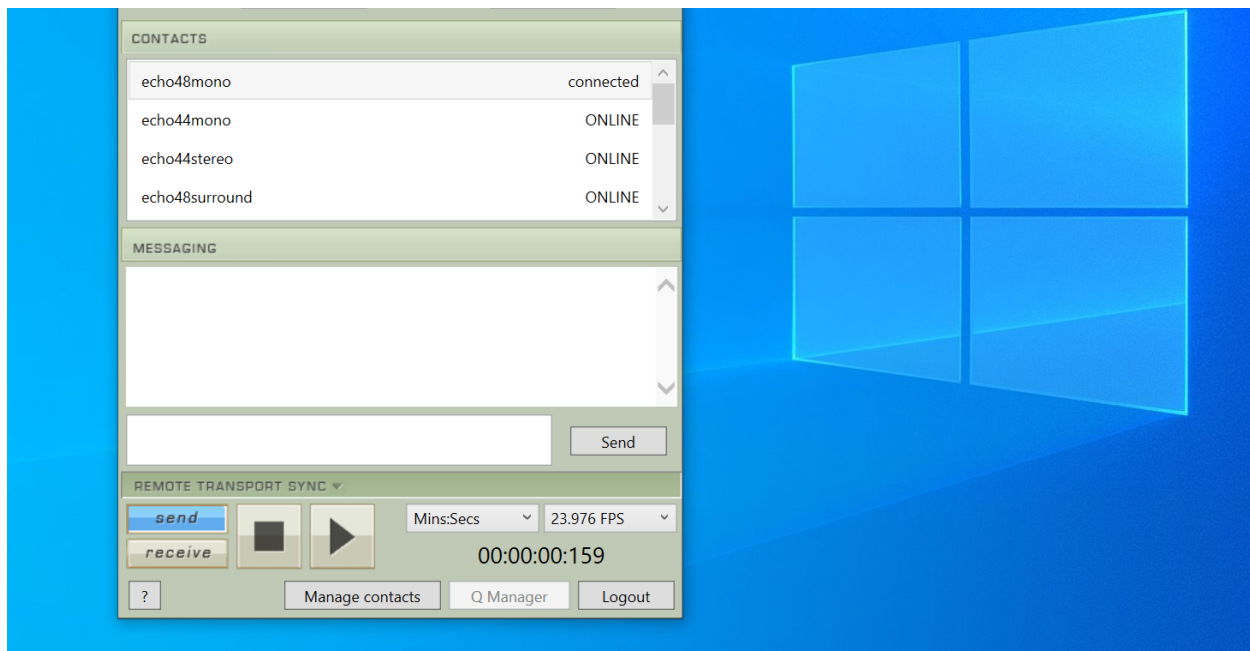 CONTACTS
echo48mono connected
echo44mono ONLINE
echo44stereo ONLINE
echo48surround ONLINE
MESSAGING
Send
REMOTE TRANSPORT SYNC
send
Mins:Secs 23.976 FPS
receive
00:00:00:159
? Manage contacts Q Manager Logout